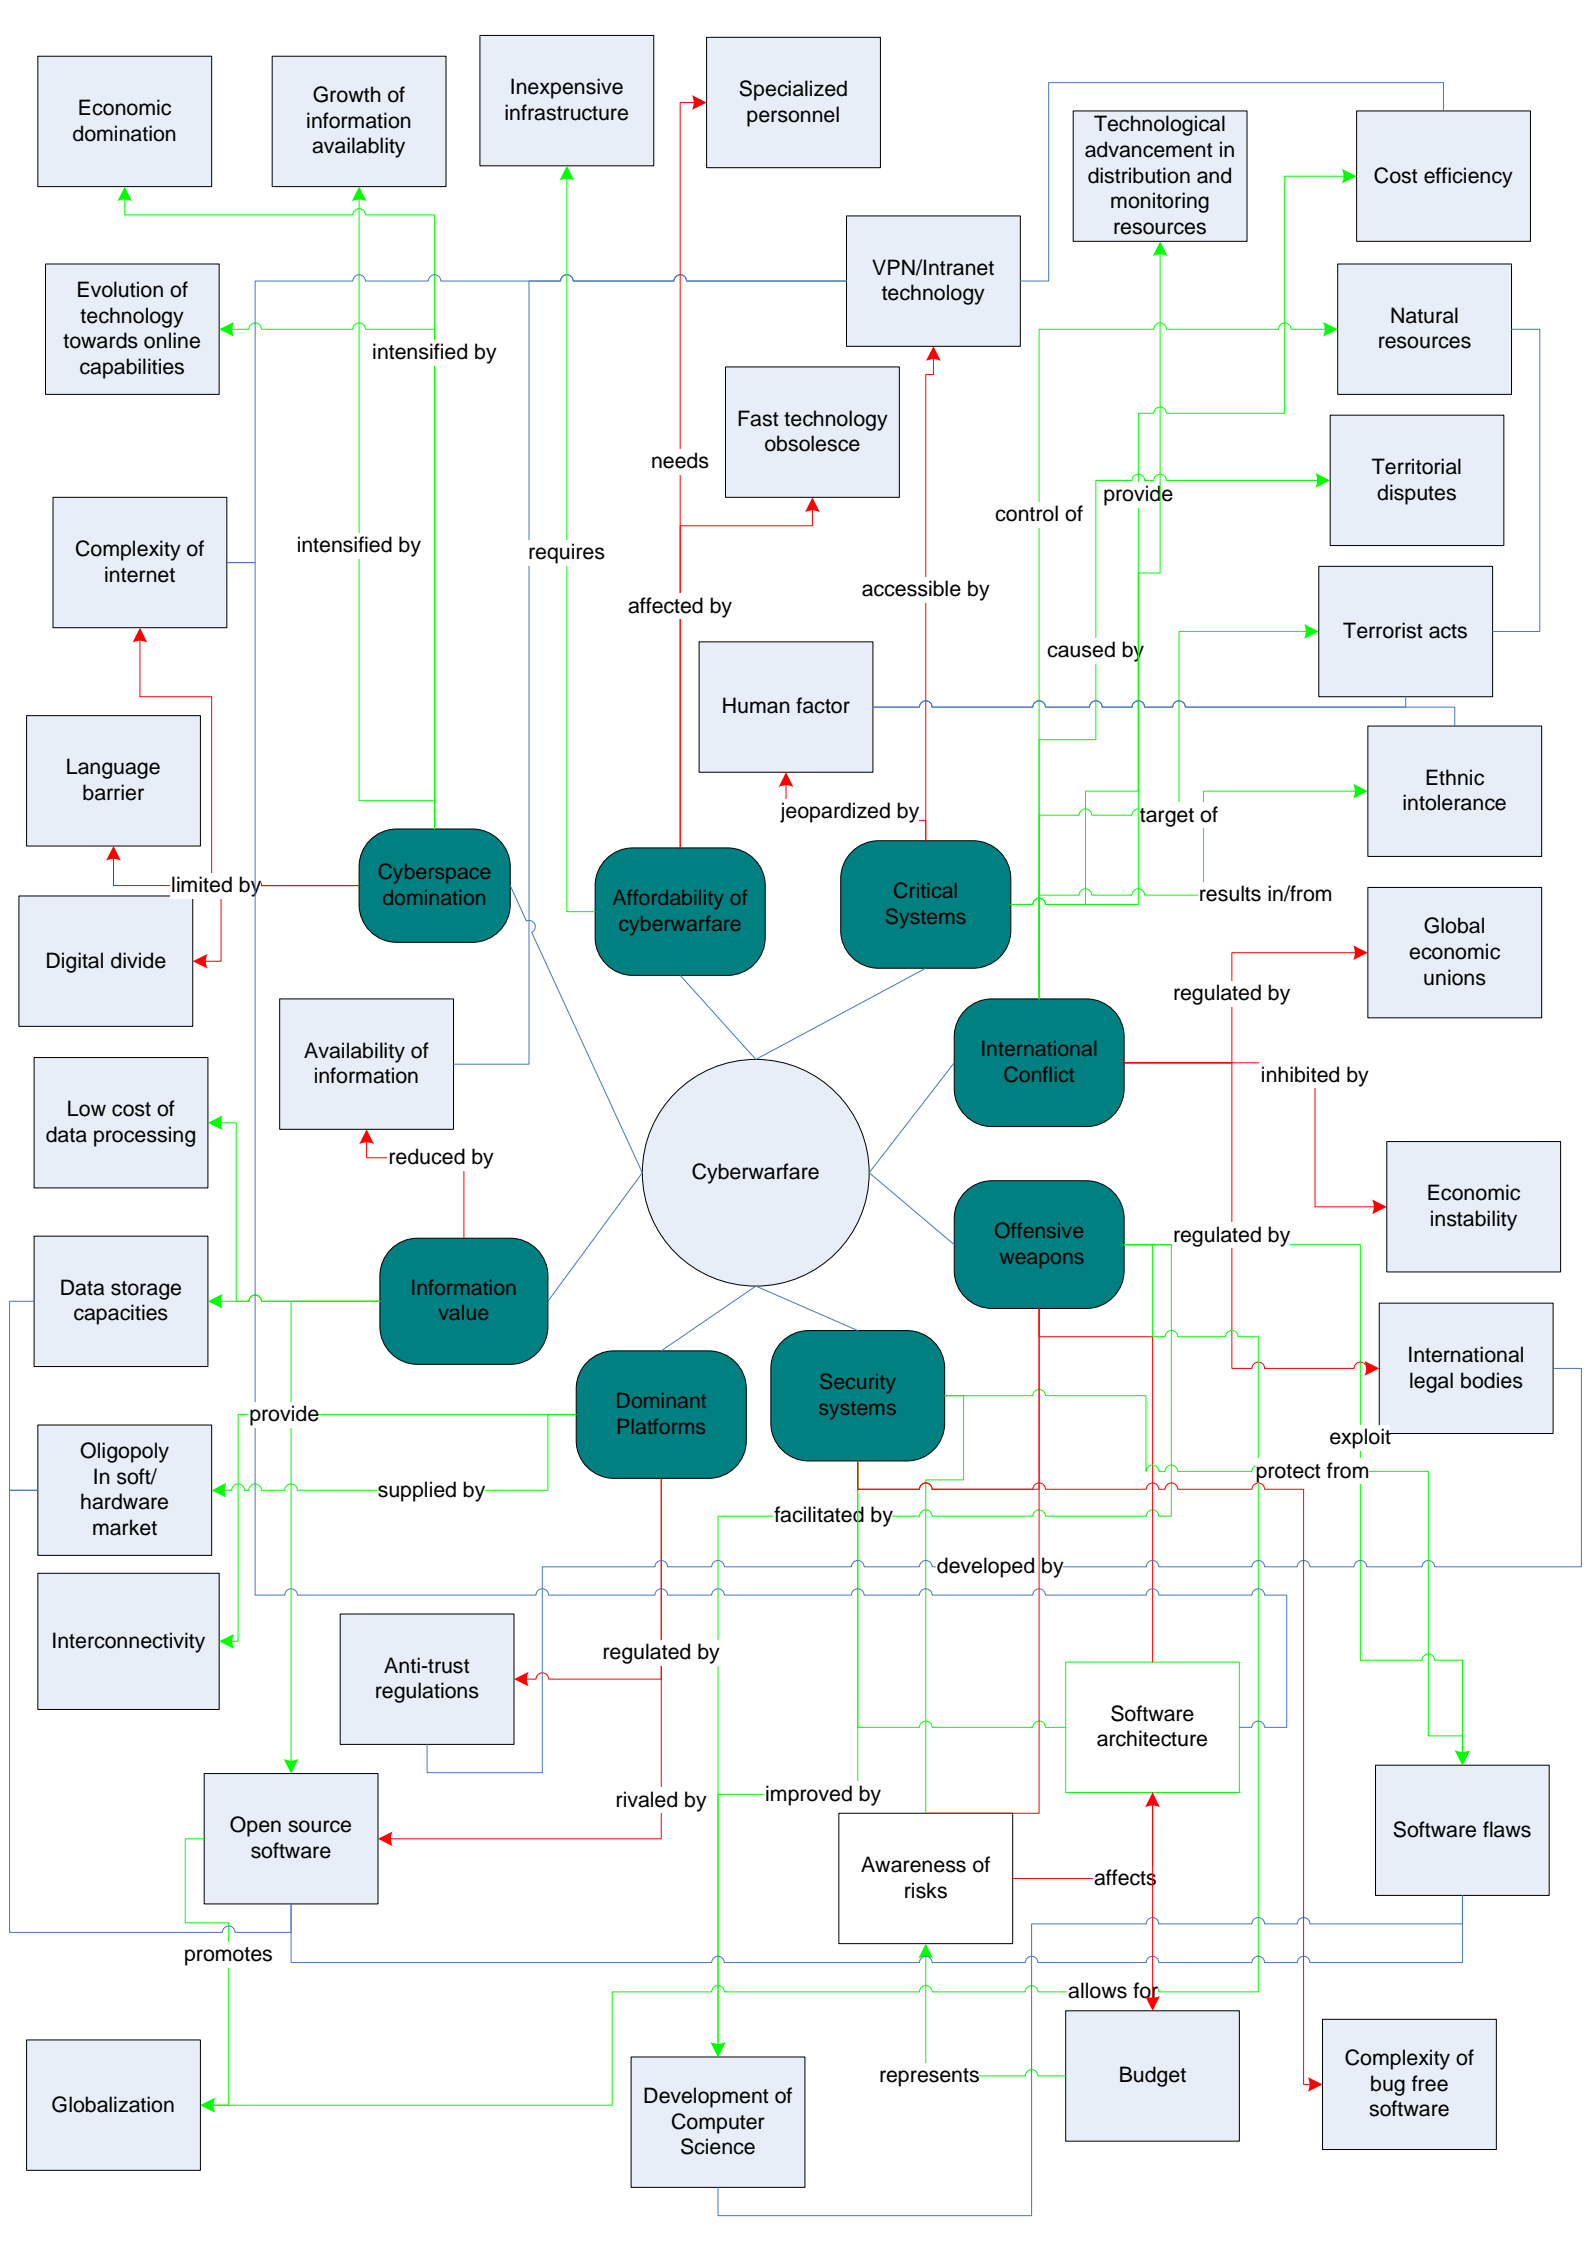 Economic
domination
Growth of
information
availablity
Inexpensive
infrastructure
Specialized
personnel
Technological
advancement in
distribution and
monitoring
resources
Cost efficiency
Evolution of
technology
towards online
capabilities
intensified by
VPN/Intranet
technology
Natural
resources
Fast technology
obsolesce
needs
Territorial
disputes
provide
control of
Complexity of
internet
intensified by
requires
affected by
accessible by
caused by
Terrorist acts
Human factor
Language
barrier
jeopardized by
target of
Ethnic
intolerance
limited by
Cyberspace
domination
Affordability of
cyberwarfare
Critical
Systems
results in/from
Digital divide
Global
economic
unions
regulated by
Availability of
information
International
Conflict
inhibited by
Low cost of
data processing
reduced by
Cyberwarfare
Economic
instability
Offensive
weapons
regulated by
Data storage
capacities
Information
value
International
legal bodies
Dominant
Platforms
Security
systems
provide
exploit
protect from
Oligopoly
In soft/
hardware
market
supplied by
facilitated by
developed by
Interconnectivity
regulated by
Anti-trust
regulations
Software
architecture
rivaled by
improved by
Open source
software
Software flaws
Awareness of
risks
affects
promotes
allows for
represents
Budget
Globalization
Development of
Computer
Science
Complexity of
bug free
software